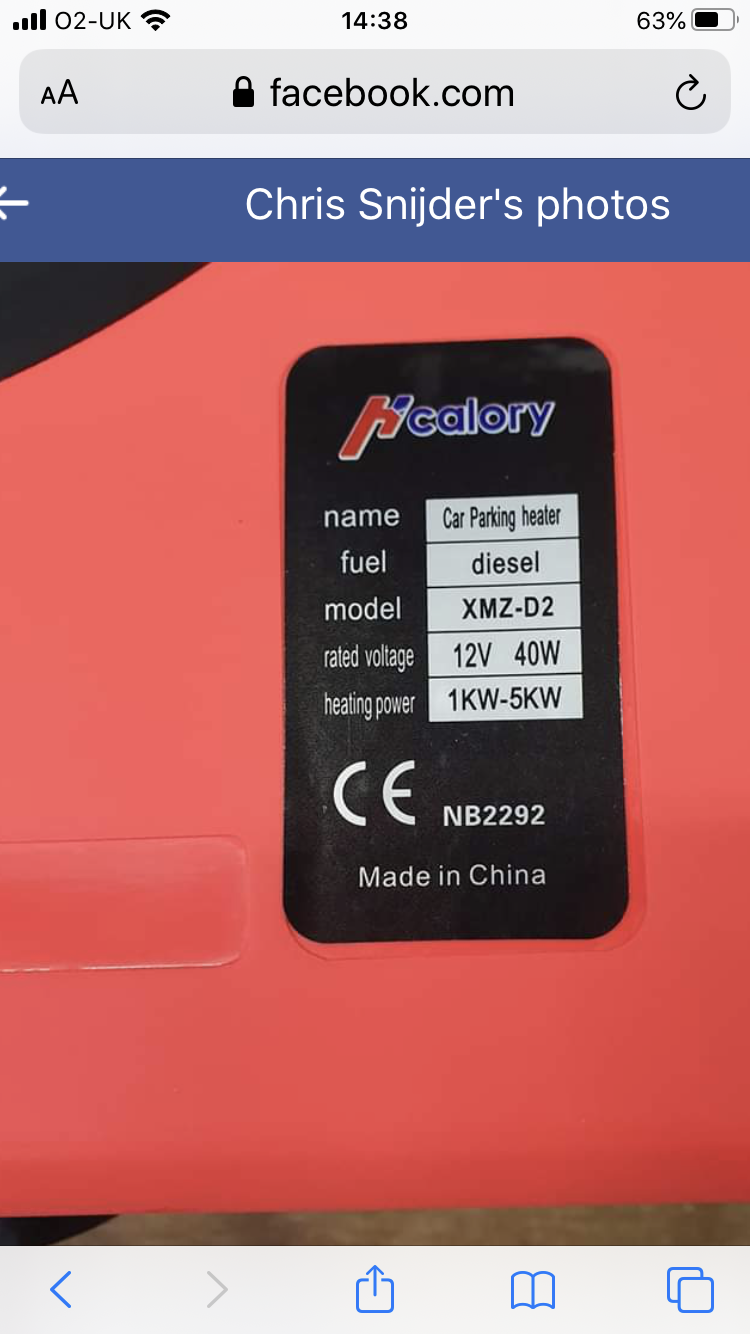 O2-UK 14:38 63%
AA facebook.com
Chris Snijder's photos
Hcalory
name Car Parking heater
fuel diesel
model XMZ-D2
rated voltage 12V 40W
heating power 1KW-5KW
CE NB2292
Made in China